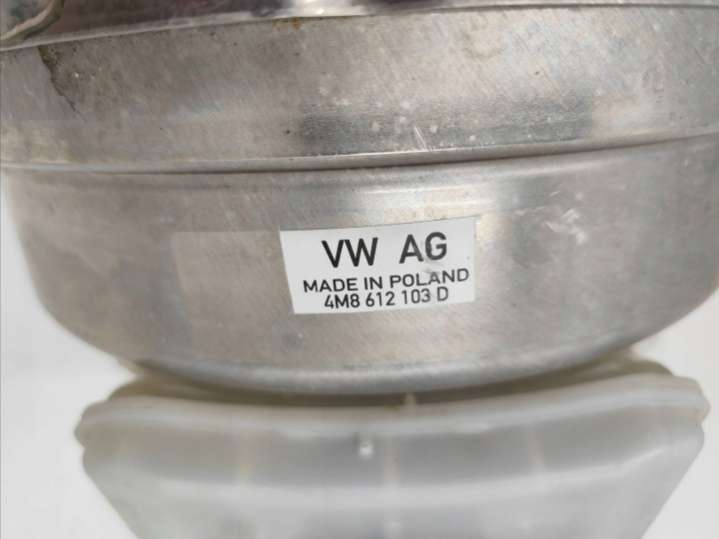 VW AG
MADE IN POLAND
4M8 612 103 D